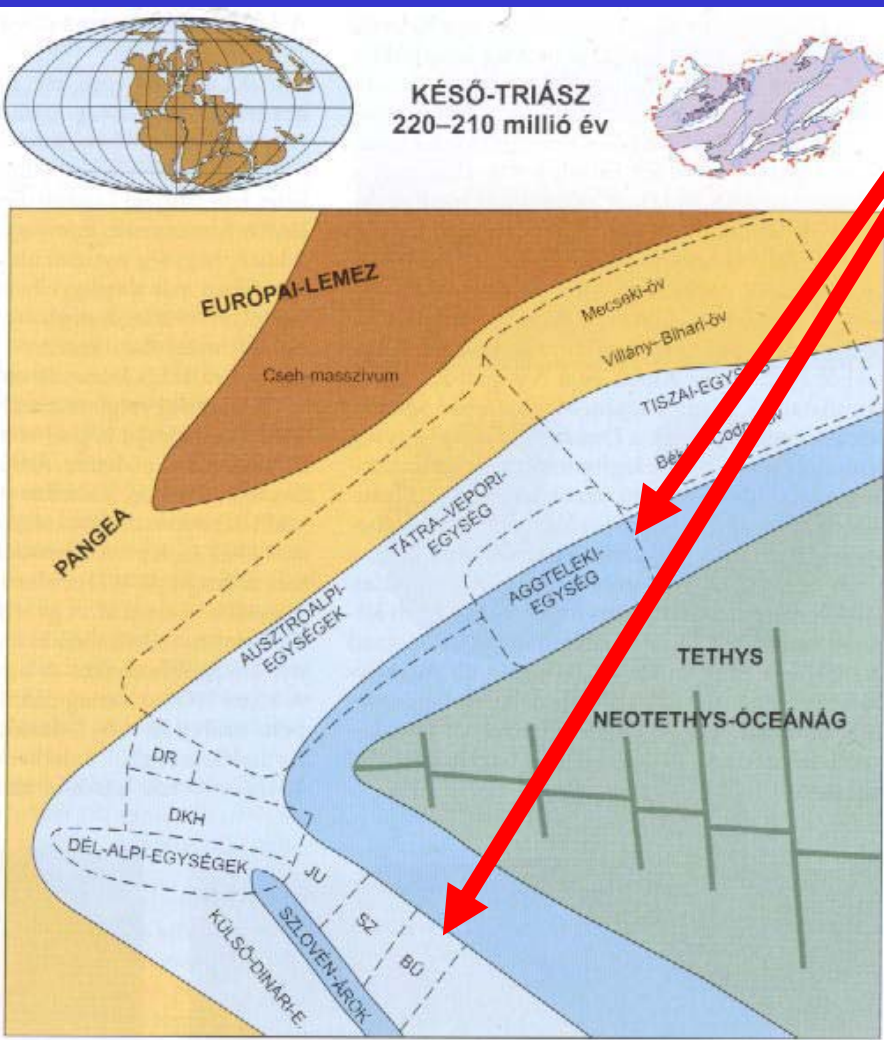 KÉSŐ-TRIÁSZ
220–210 millió év
EURÓPAI-LEMEZ
Cseh-masszívum
Mecseki-öv
Villány–Bihari-öv
TISZAI-EGYSÉG
PANGEA
TÁTRA–VEPORI-
EGYSÉG
AGGTELEKI-
EGYSÉG
AUSZTROALPI-
EGYSÉGEK
TETHYS
NEOTETHYS-ÓCEÁNÁG
DR
DKH
DÉL-ALPI-EGYSÉGEK
JU
SZ
BÜ
SZLOVÉN-ÁROK
KÜLSŐ-DINÁRI-E.